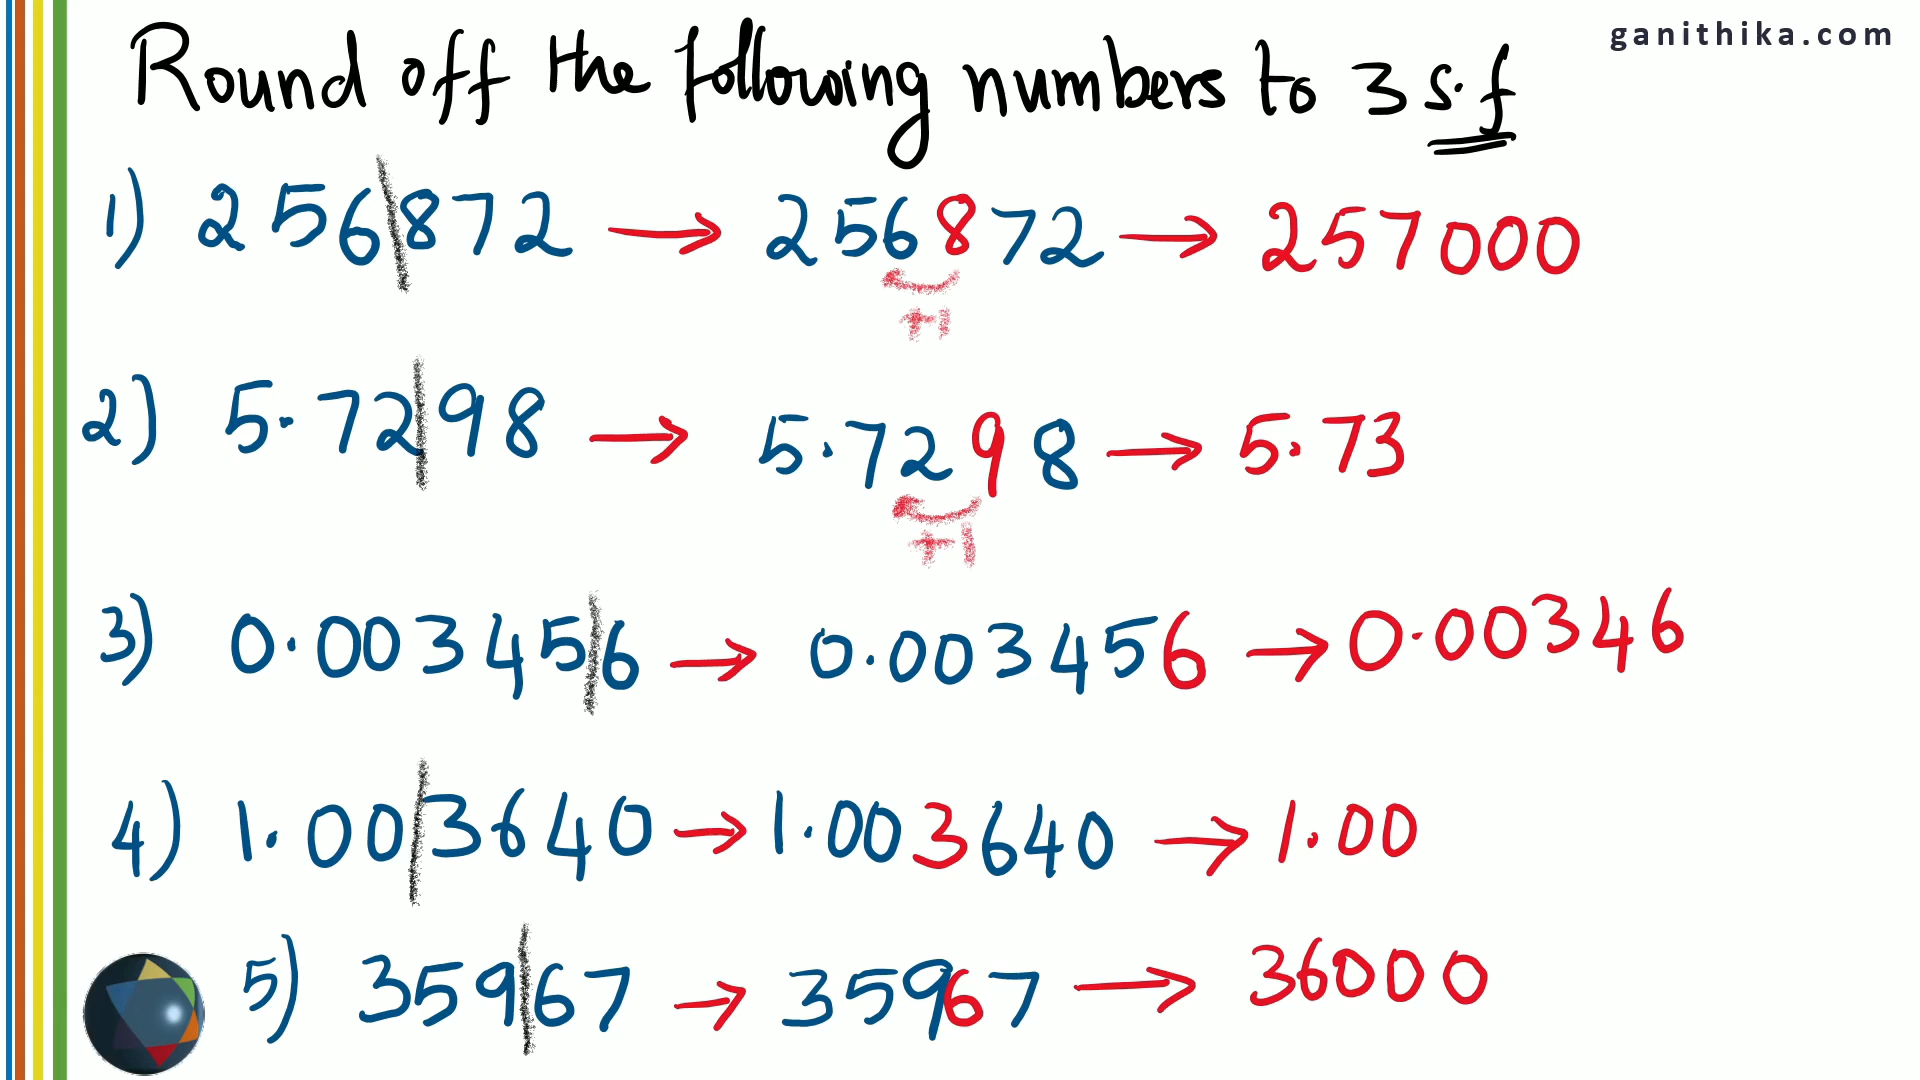 ganithika.com
Round off the following numbers to 3 s.f
1) 256872 → 256872 → 257000
+1
2) 5.7298 → 5.7298 → 5.73
+1
3) 0.003456 → 0.003456 → 0.00346
4) 1.003640 → 1.003640 → 1.00
5) 35967 → 35967 → 36000